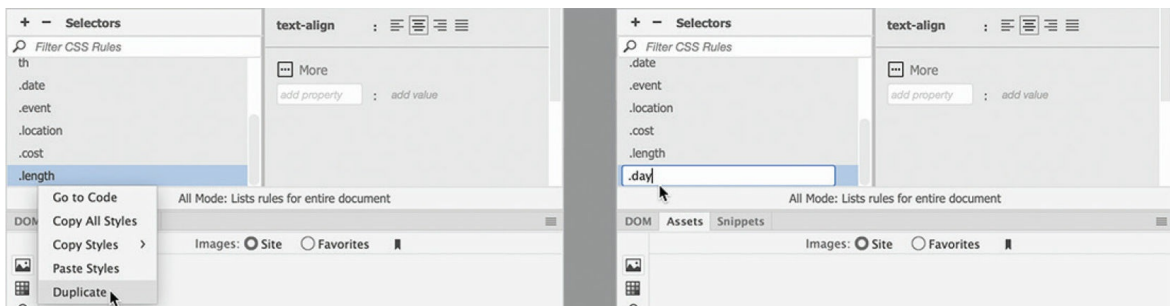 + − Selectors
Filter CSS Rules
th
.date
.event
.location
.cost
.length
text-align :
More
add property : add value
Go to Code
Copy All Styles
Copy Styles >
Paste Styles
Duplicate
All Mode: Lists rules for entire document
DOM
Images: Site Favorites
+ − Selectors
Filter CSS Rules
.date
.event
.location
.cost
.length
.day
text-align :
More
add property : add value
All Mode: Lists rules for entire document
DOM Assets Snippets
Images: Site Favorites